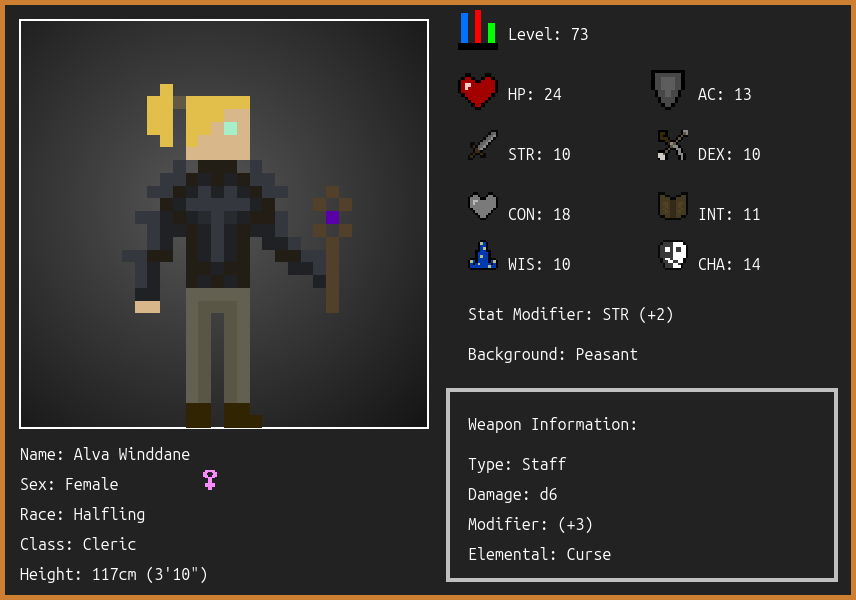 Level: 73
HP: 24
AC: 13
STR: 10
DEX: 10
CON: 18
INT: 11
WIS: 10
CHA: 14
Stat Modifier: STR (+2)
Background: Peasant
Weapon Information:
Type: Staff
Damage: d6
Modifier: (+3)
Elemental: Curse
Name: Alva Winddane
Sex: Female
Race: Halfling
Class: Cleric
Height: 117cm (3'10")